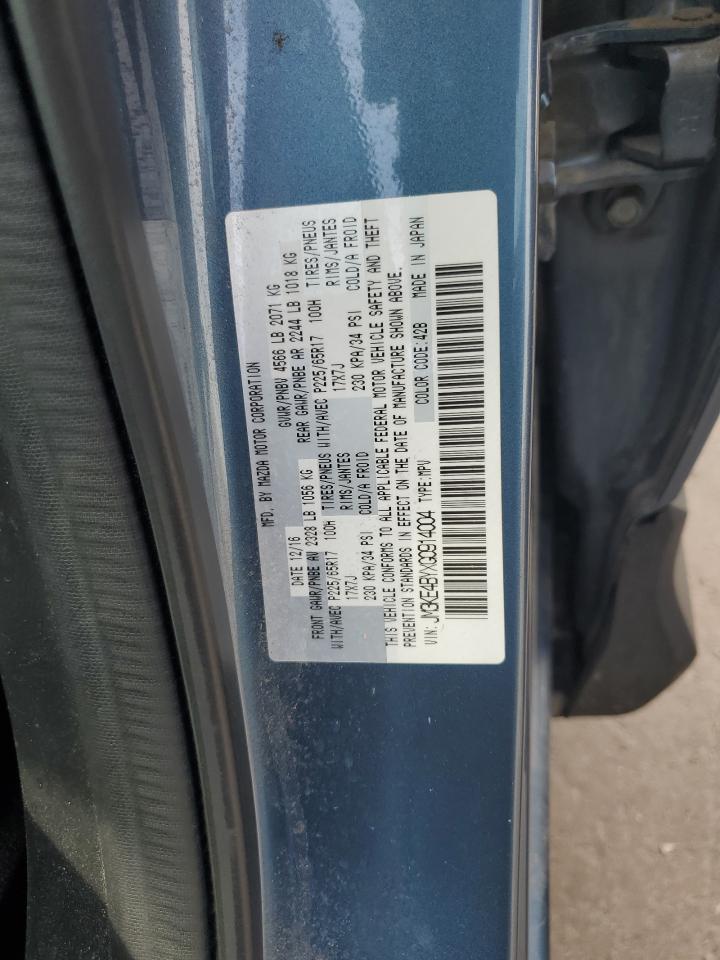 MFD. BY MAZDA MOTOR CORPORATION
DATE 12/16 GVWR/PNBV 4566 LB 2071 KG
FRONT GAWR/PNBE AV 2328 LB 1056 KG REAR GAWR/PNBE AR 2244 LB 1018 KG
WITH/AVEC P225/65R17 100H TIRES/PNEUS WITH/AVEC P225/65R17 100H TIRES/PNEUS
17X7J RIMS/JANTES 17X7J RIMS/JANTES
230 KPA/34 PSI COLD/A FROID 230 KPA/34 PSI COLD/A FROID
THIS VEHICLE CONFORMS TO ALL APPLICABLE FEDERAL MOTOR VEHICLE SAFETY AND THEFT
PREVENTION STANDARDS IN EFFECT ON THE DATE OF MANUFACTURE SHOWN ABOVE.
VIN: JM3KE4BYXG0914004 TYPE:MPV COLOR CODE:42B MADE IN JAPAN